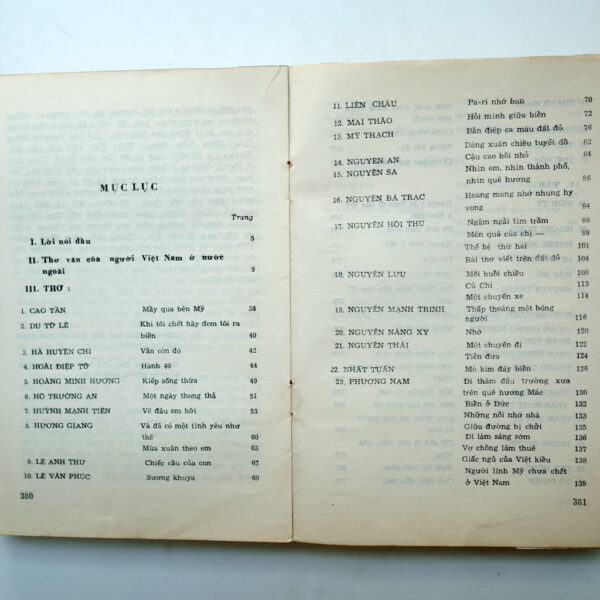 MỤC LỤC
Trang
I. Lời nói đầu 5
II. Thơ văn của người Việt Nam ở nước
ngoài 9
III. THƠ :
1. CAO TẦN Mấy qua bên Mỹ 38
2. DU TỬ LÊ Khi tôi chết hãy đem tôi ra
biển 40
3. HÀ HUYỀN CHI Vẫn còn đó 42
4. HOÀI ĐIỆP TỬ Hành 40 44
5. HOÀNG MINH HƯƠNG Kiếp sống thừa 49
6. HỒ TRƯỜNG AN Một ngày thong thả 51
7. HUỲNH MẠNH TIÊN Về đâu em hỡi 53
8. HƯƠNG GIANG Và đã có một tình yêu như
thế 60
Mùa xuân theo em 63
9. LÊ ANH THƯ Chiếc cầu của con 67
10. LÊ VĂN PHÚC Sương khuya 68
380
11. LIÊN CHÂU Pa-ri nhớ bạn 70
12. MAI THẢO Hỏi mình giữa biển 72
13. MỸ THẠCH Bản điệp ca màu đất đỏ 76
Dáng xuân chiều tuyết đổ 82
14. NGUYÊN AN Cậu cao bồi nhỏ 84
15. NGUYÊN SA Nhìn em, nhìn thành phố,
nhìn quê hương 86
16. NGUYỄN BÁ TRẠC Hoang mang nhớ nhung hy
vọng 94
17. NGUYỄN HỒI THỦ Ngậm ngải tìm trầm 98
Món quà của chị — 99
Thế hệ thứ hai 101
Bài thơ viết trên đất đỏ 104
18. NGUYỄN LƯU Mỗi buổi chiều 109
Củ Chi 113
Một chuyến xe 114
19. NGUYỄN MẠNH TRINH Thấp thoáng một bóng
người 116
20. NGUYỄN NĂNG XY Nhớ 120
21. NGUYỄN THÁI Một chuyến đi 122
Tiễn đưa 124
22. NHẤT TUẤN Mò kim đáy biển 126
23. PHƯƠNG NAM Đi thăm đấu trường xưa
trên quê hương Mác 130
Biển ở Đức 132
Những nỗi nhớ nhà 133
Giữa đường bị chửi 135
Đi làm sáng sớm 136
Vợ chồng làm thuê 137
Giấc ngủ của Việt kiều 138
Người lính Mỹ chưa chết
ở Việt Nam 139
381